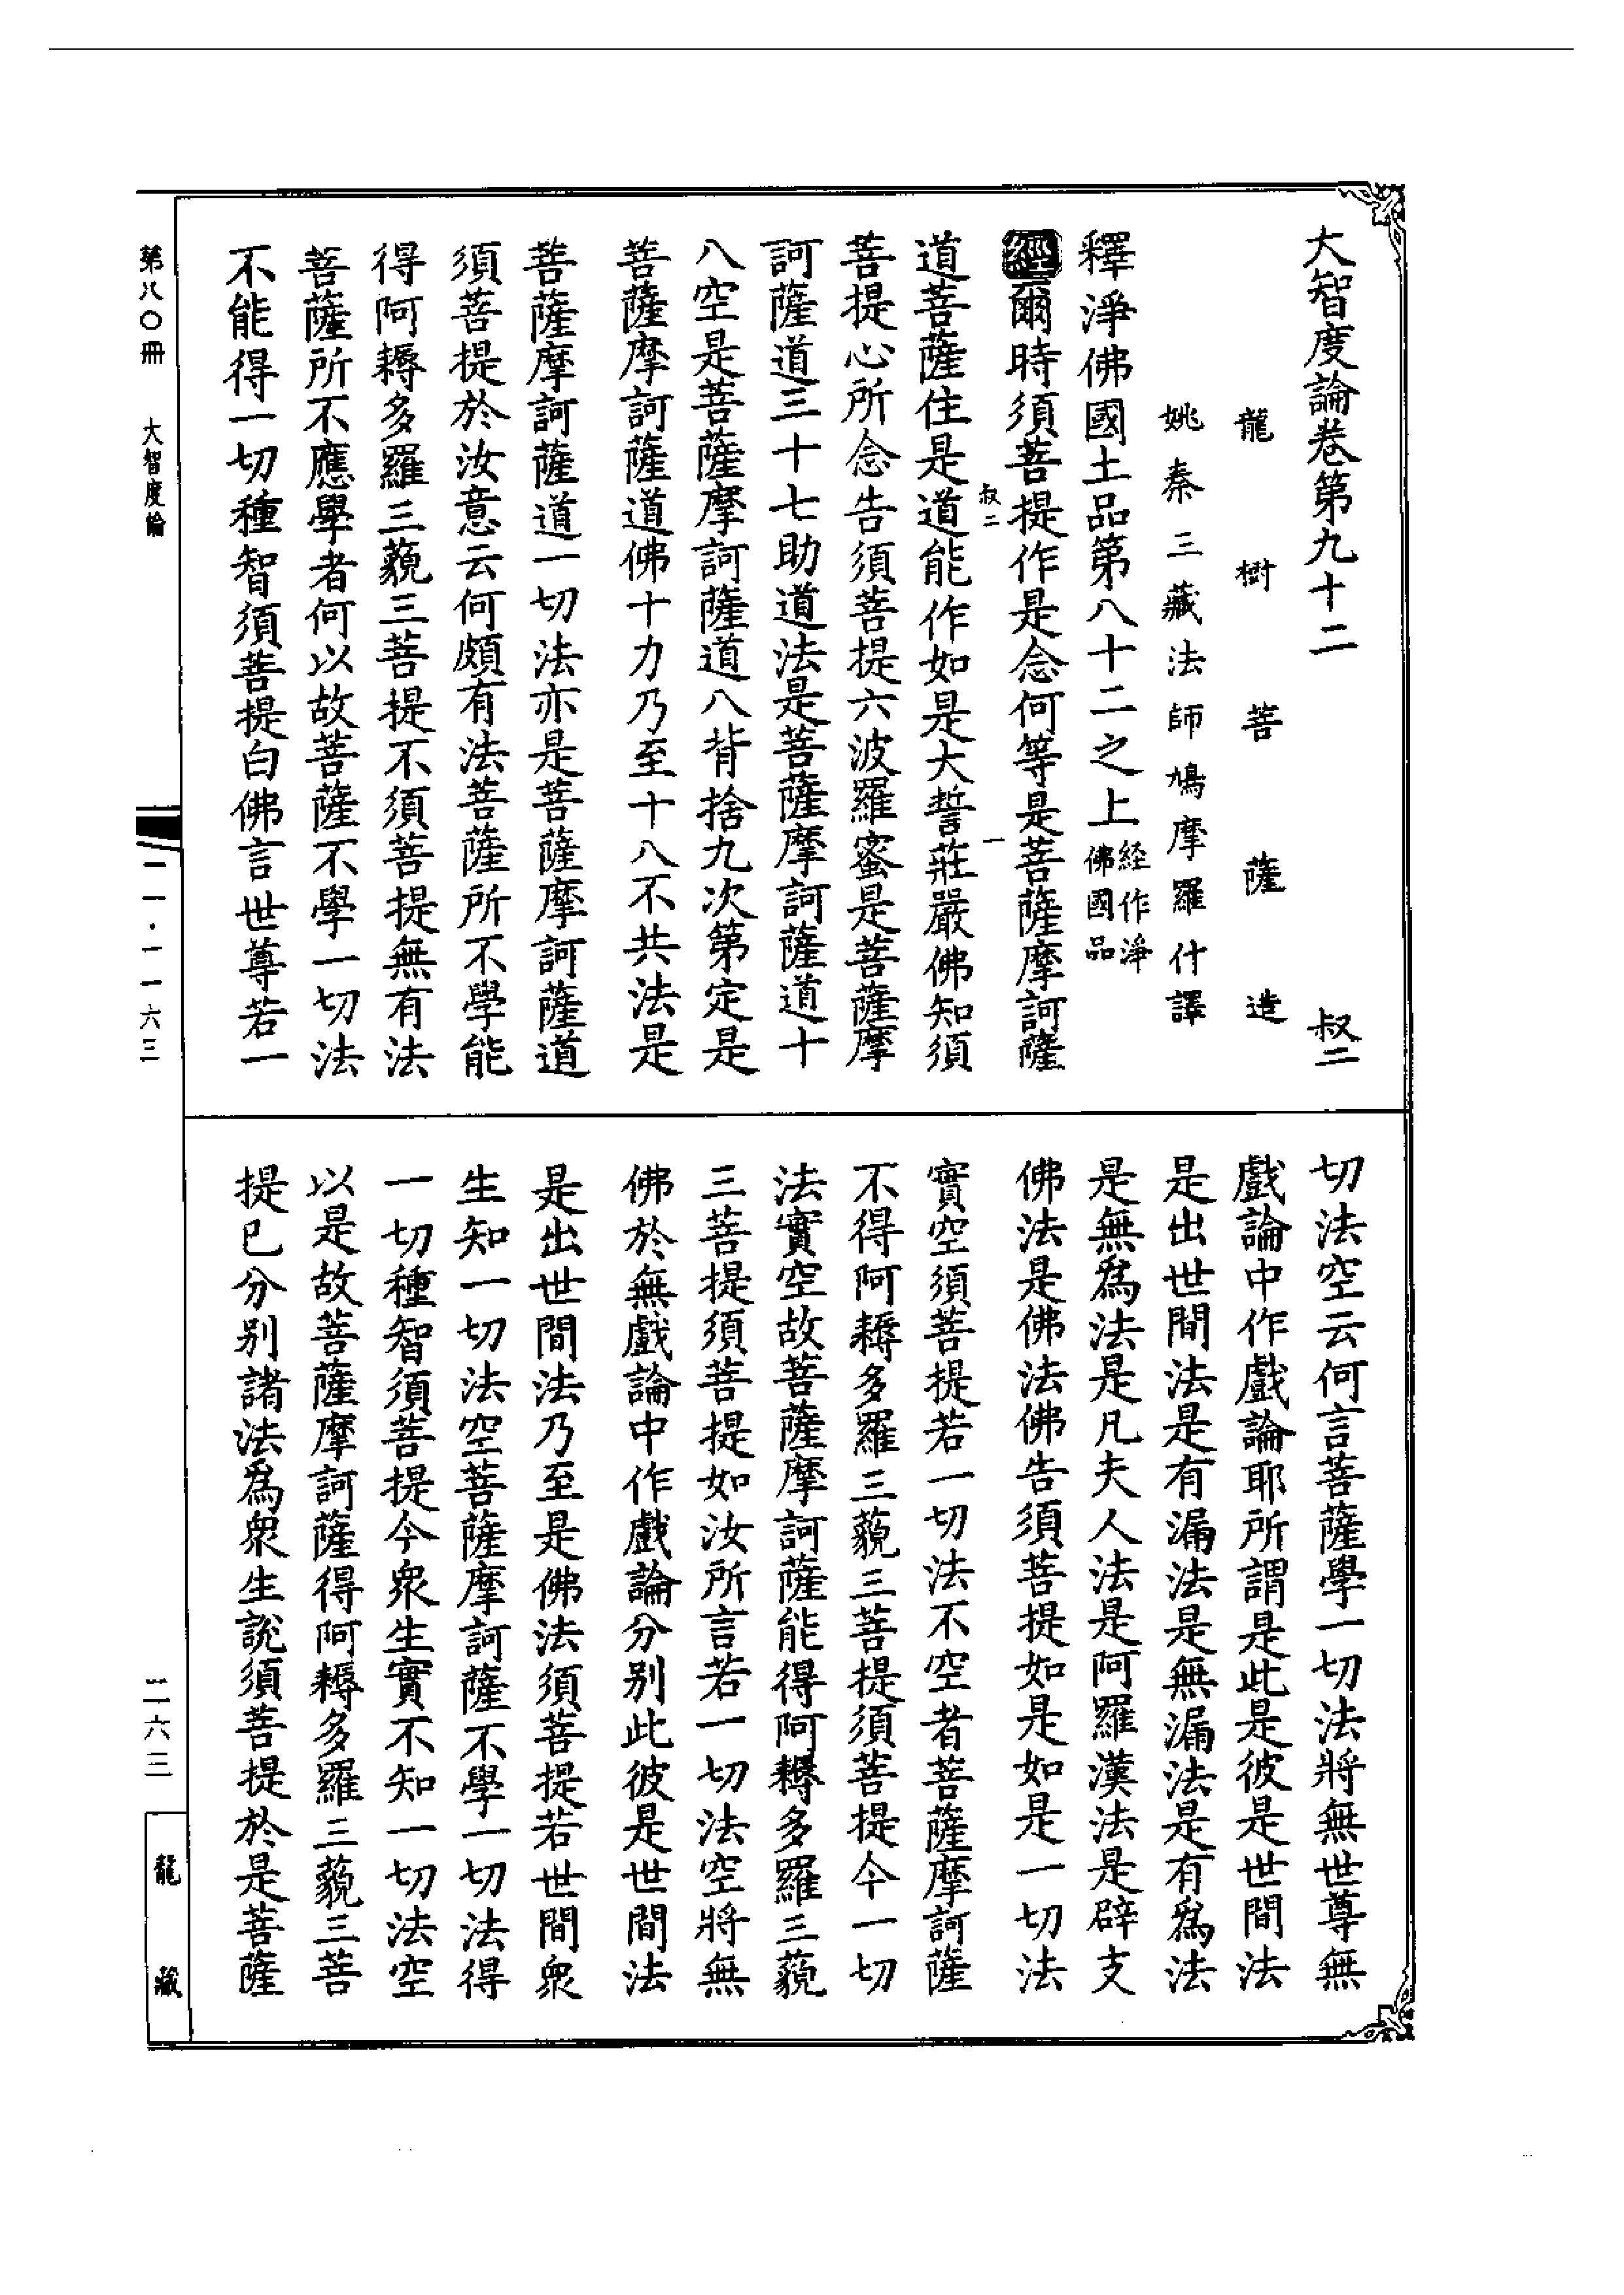 大智度論卷第九十二　叔二
龍樹菩薩造
姚秦三藏法師鳩摩羅什譯
釋淨佛國土品第八十二之上經作淨佛國品
經爾時須菩提作是念何等是菩薩摩訶薩
叔二　一
道菩薩住是道能作如是大誓莊嚴佛知須
菩提心所念告須菩提六波羅蜜是菩薩摩
訶薩道三十七助道法是菩薩摩訶薩道十
八空是菩薩摩訶薩道八背捨九次第定是
菩薩摩訶薩道佛十力乃至十八不共法是
菩薩摩訶薩道一切法亦是菩薩摩訶薩道
須菩提於汝意云何頗有法菩薩所不學能
得阿耨多羅三藐三菩提不須菩提無有法
菩薩所不應學者何以故菩薩不學一切法
不能得一切種智須菩提白佛言世尊若一
切法空云何言菩薩學一切法將無世尊無
戲論中作戲論耶所謂是此是彼是世間法
是出世間法是有漏法是無漏法是有為法
是無為法是凡夫人法是阿羅漢法是辟支
佛法是佛法佛告須菩提如是如是一切法
實空須菩提若一切法不空者菩薩摩訶薩
不得阿耨多羅三藐三菩提須菩提今一切
法實空故菩薩摩訶薩能得阿耨多羅三藐
三菩提須菩提如汝所言若一切法空將無
佛於無戲論中作戲論分別此彼是世間法
是出世間法乃至是佛法須菩提若世間衆
生知一切法空菩薩摩訶薩不學一切法得
一切種智須菩提今衆生實不知一切法空
以是故菩薩摩訶薩得阿耨多羅三藐三菩
提已分別諸法為衆生說須菩提於是菩薩
第八〇冊　大智度論
二一·一一六三
二六三
龍藏